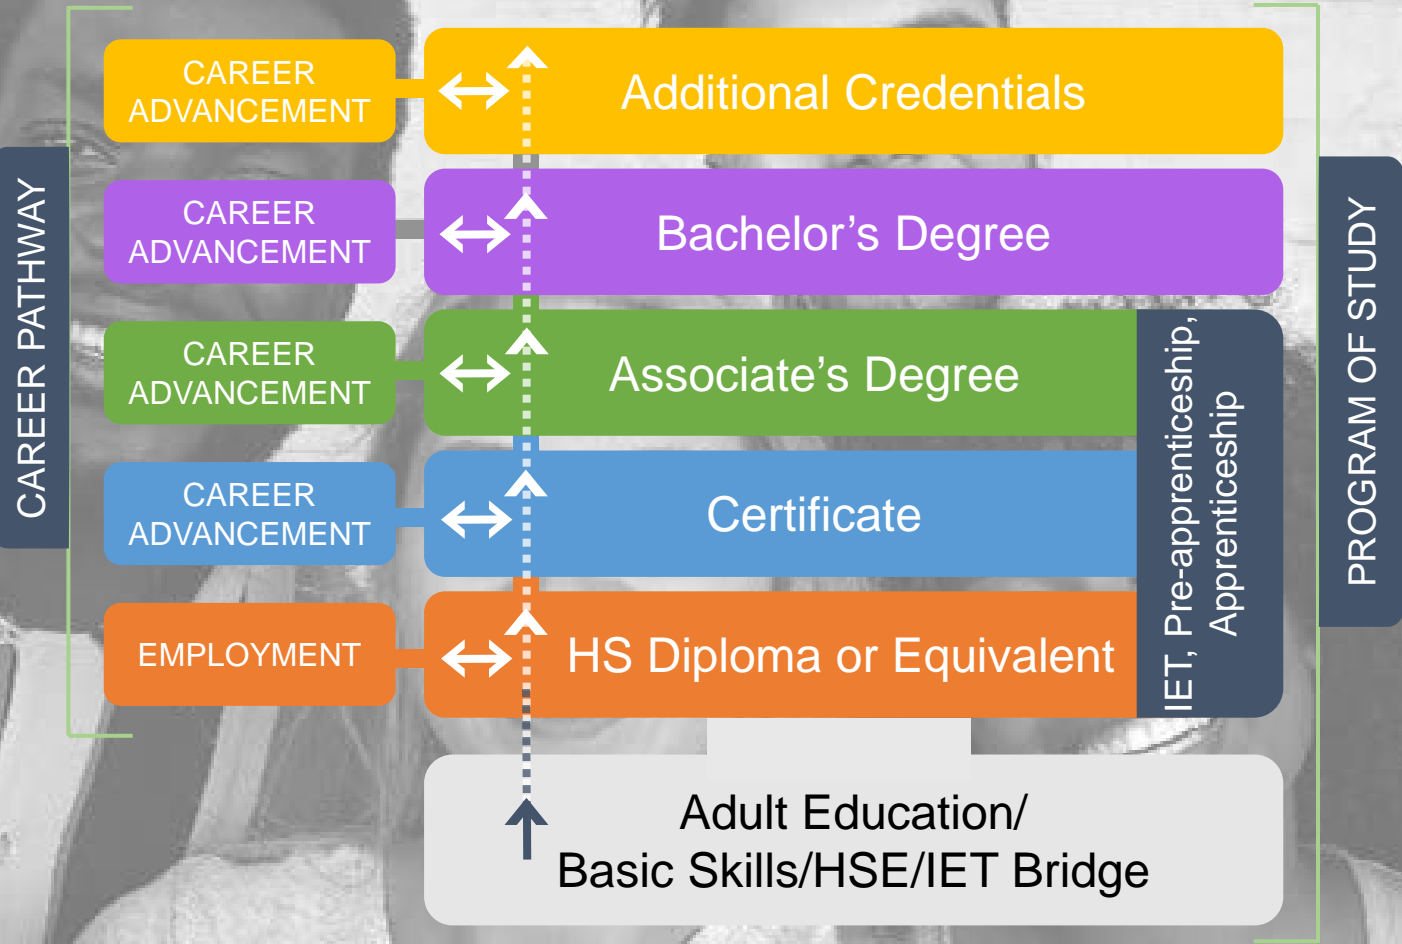 CAREER PATHWAY
CAREER
ADVANCEMENT
Additional Credentials
CAREER
ADVANCEMENT
Bachelor’s Degree
CAREER
ADVANCEMENT
Associate’s Degree
CAREER
ADVANCEMENT
Certificate
EMPLOYMENT
HS Diploma or Equivalent
IET, Pre-apprenticeship,
Apprenticeship
Adult Education/
Basic Skills/HSE/IET Bridge
PROGRAM OF STUDY